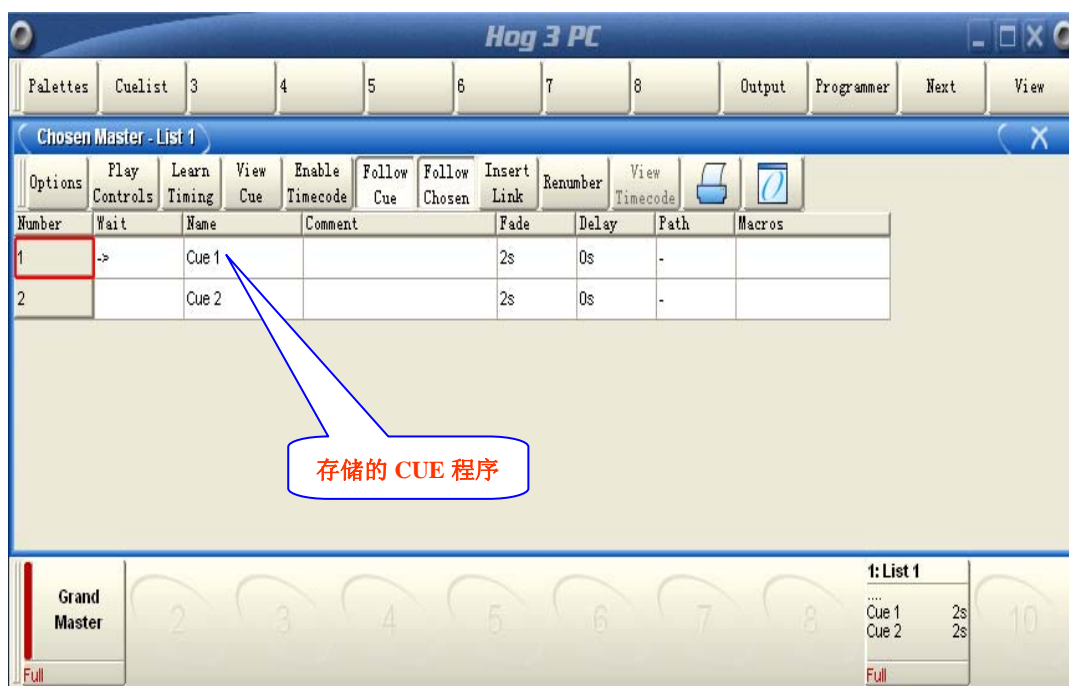 Hog 3 PC
Palettes Cuelist 3 4 5 6 7 8 Output Programmer Next View
Chosen Master - List 1
Options Play Controls Learn Timing View Cue Enable Timecode Follow Cue Follow Chosen Insert Link Renumber View Timecode
Number Wait Name Comment Fade Delay Path Macros
1 -> Cue 1 2s 0s -
2 Cue 2 2s 0s -
存储的 CUE 程序
Grand Master
Full
2 3 4 5 6 7 8
1: List 1
....
Cue 1 2s
Cue 2 2s
Full
10